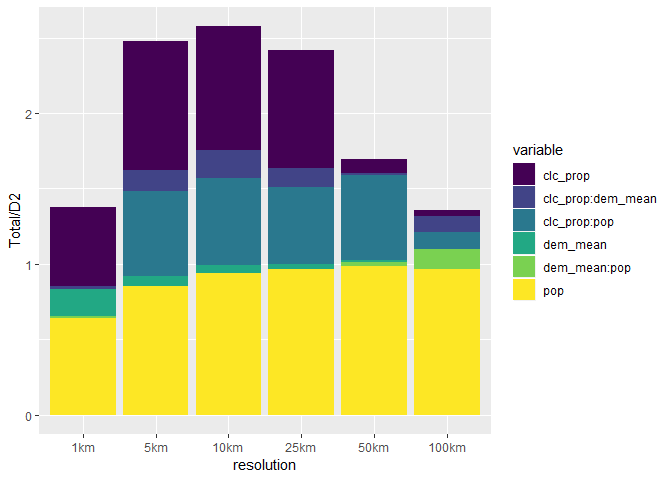 Total/D2
2
1
0
1km 5km 10km 25km 50km 100km
resolution
variable
clc_prop
clc_prop:dem_mean
clc_prop:pop
dem_mean
dem_mean:pop
pop